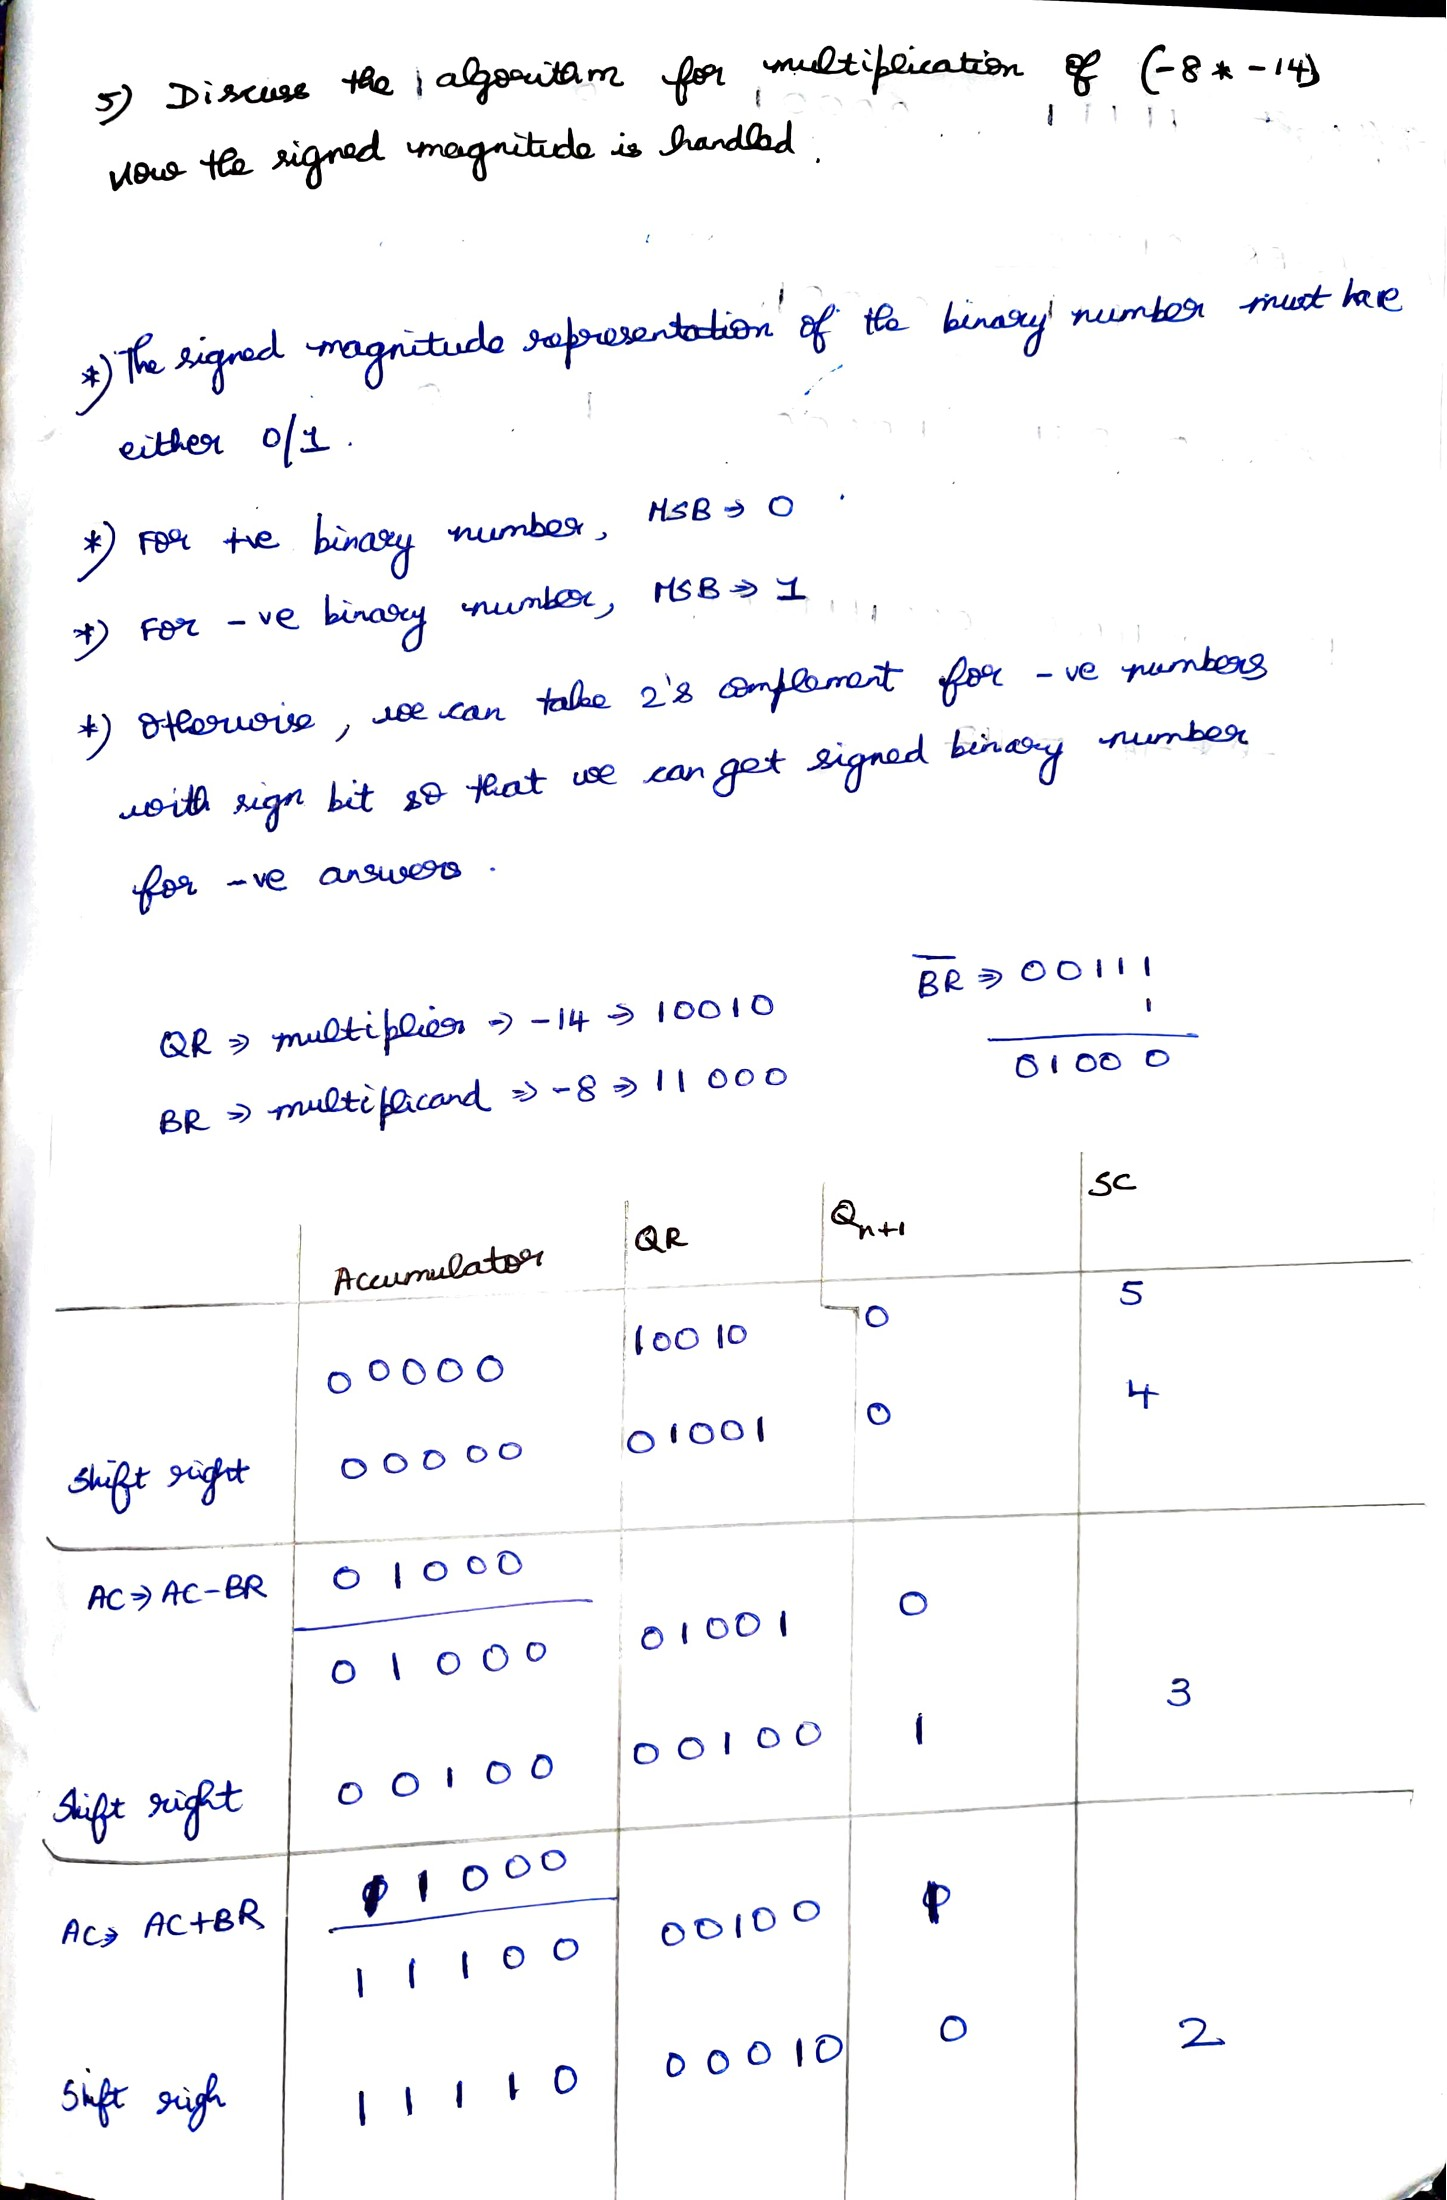 5) Discuss the algorithm for multiplication of (-8 * -14)
How the signed magnitude is handled.
*) The signed magnitude representation of the binary number must have
either 0/1.
*) For +ve binary number, MSB ⇒ 0
*) For -ve binary number, MSB ⇒ 1
*) Otherwise, we can take 2's complement for -ve numbers
with sign bit so that we can get signed binary number
for -ve answers.
QR ⇒ multiplier ⇒ -14 ⇒ 10010
BR ⇒ multiplicand ⇒ -8 ⇒ 11000
B̅R̅ ⇒ 00111
1
01000
Accumulator QR Qn+1 SC
00000 10010 0 5
Shift right 00000 01001 0 4
AC ⇒ AC-BR 01000
01000 01001 0
Shift right 00100 00100 1 3
AC ⇒ AC+BR 11000
11100 00100 1
Shift righ 11110 00010 0 2